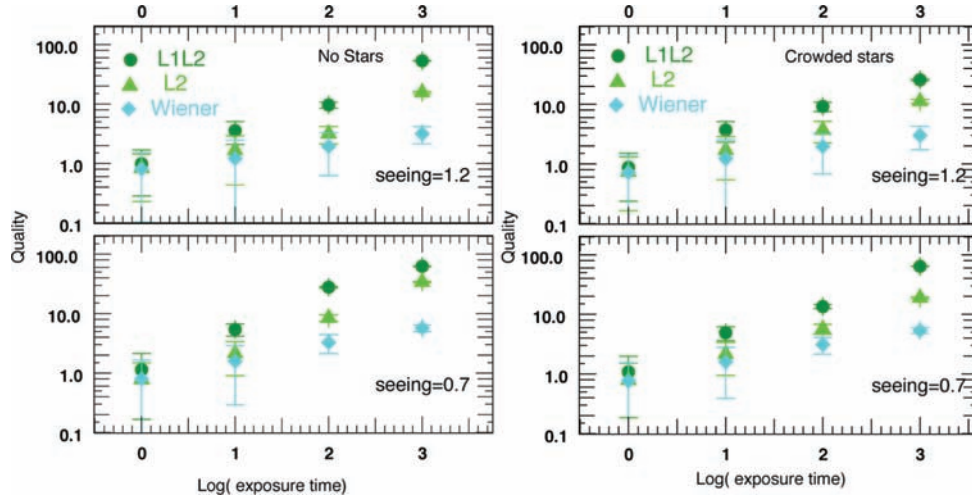 0 1 2 3
0 1 2 3
100.0
10.0
1.0
0.1
L1L2
L2
Wiener
No Stars
seeing=1.2
L1L2
L2
Wiener
Crowded stars
seeing=1.2
100.0
10.0
1.0
0.1
Quality
Quality
100.0
10.0
1.0
0.1
seeing=0.7
100.0
10.0
1.0
0.1
seeing=0.7
0 1 2 3
0 1 2 3
Log( exposure time)
Log( exposure time)